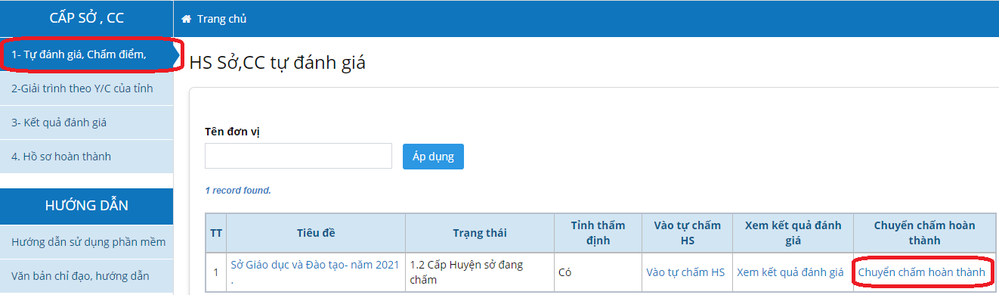 CẤP SỞ , CC
Trang chủ
1- Tự đánh giá, Chấm điểm,
2-Giải trình theo Y/C của tỉnh
3- Kết quả đánh giá
4. Hồ sơ hoàn thành
HƯỚNG DẪN
Hướng dẫn sử dụng phần mềm
Văn bản chỉ đạo, hướng dẫn
HS Sở,CC tự đánh giá
Tên đơn vị
Áp dụng
1 record found.
TT Tiêu đề Trạng thái Tỉnh thẩm định Vào tự chấm HS Xem kết quả đánh giá Chuyển chấm hoàn thành
1 Sở Giáo dục và Đào tạo- năm 2021 . 1.2 Cấp Huyện sở đang chấm Có Vào tự chấm HS Xem kết quả đánh giá Chuyển chấm hoàn thành